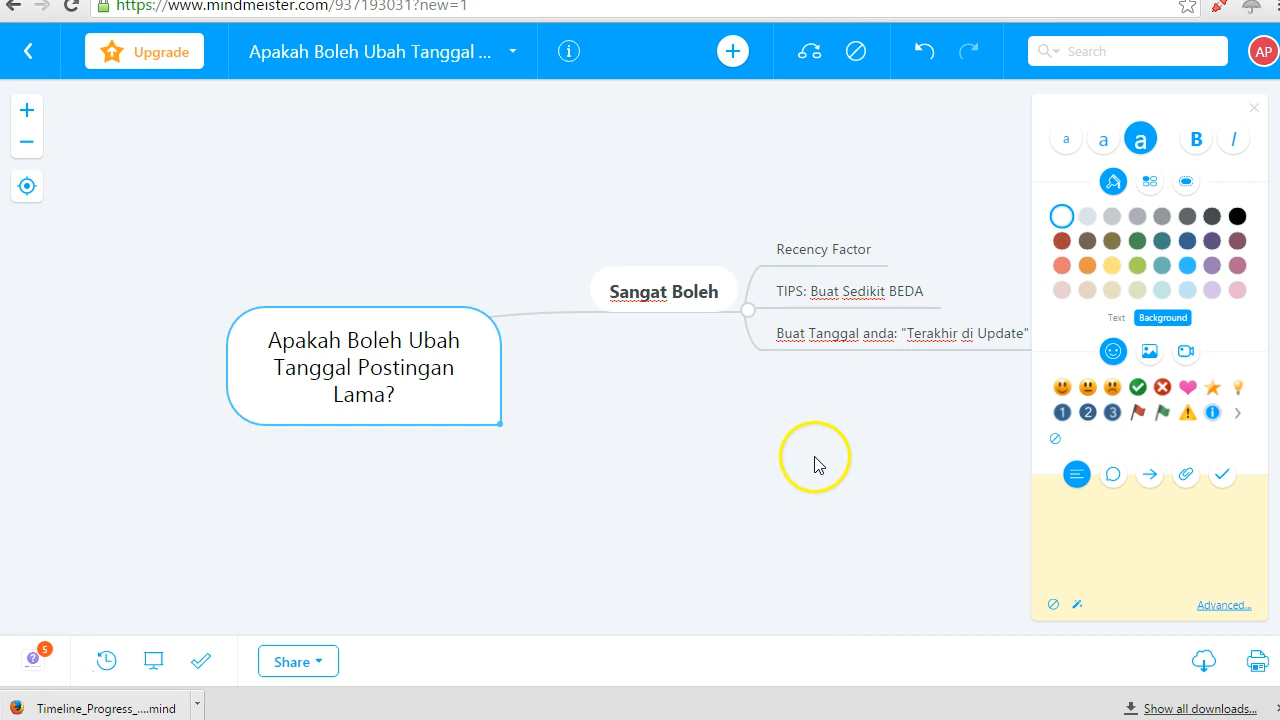 https://www.mindmeister.com/937193031?new=1
Upgrade
Apakah Boleh Ubah Tanggal ...
Search
AP
a a a B I
Recency Factor
Sangat Boleh
TIPS: Buat Sedikit BEDA
Buat Tanggal anda: "Terakhir di Update"
Apakah Boleh Ubah
Tanggal Postingan
Lama?
Text Background
1 2 3
Advanced...
5
Share
Timeline_Progress_....mind
Show all downloads...